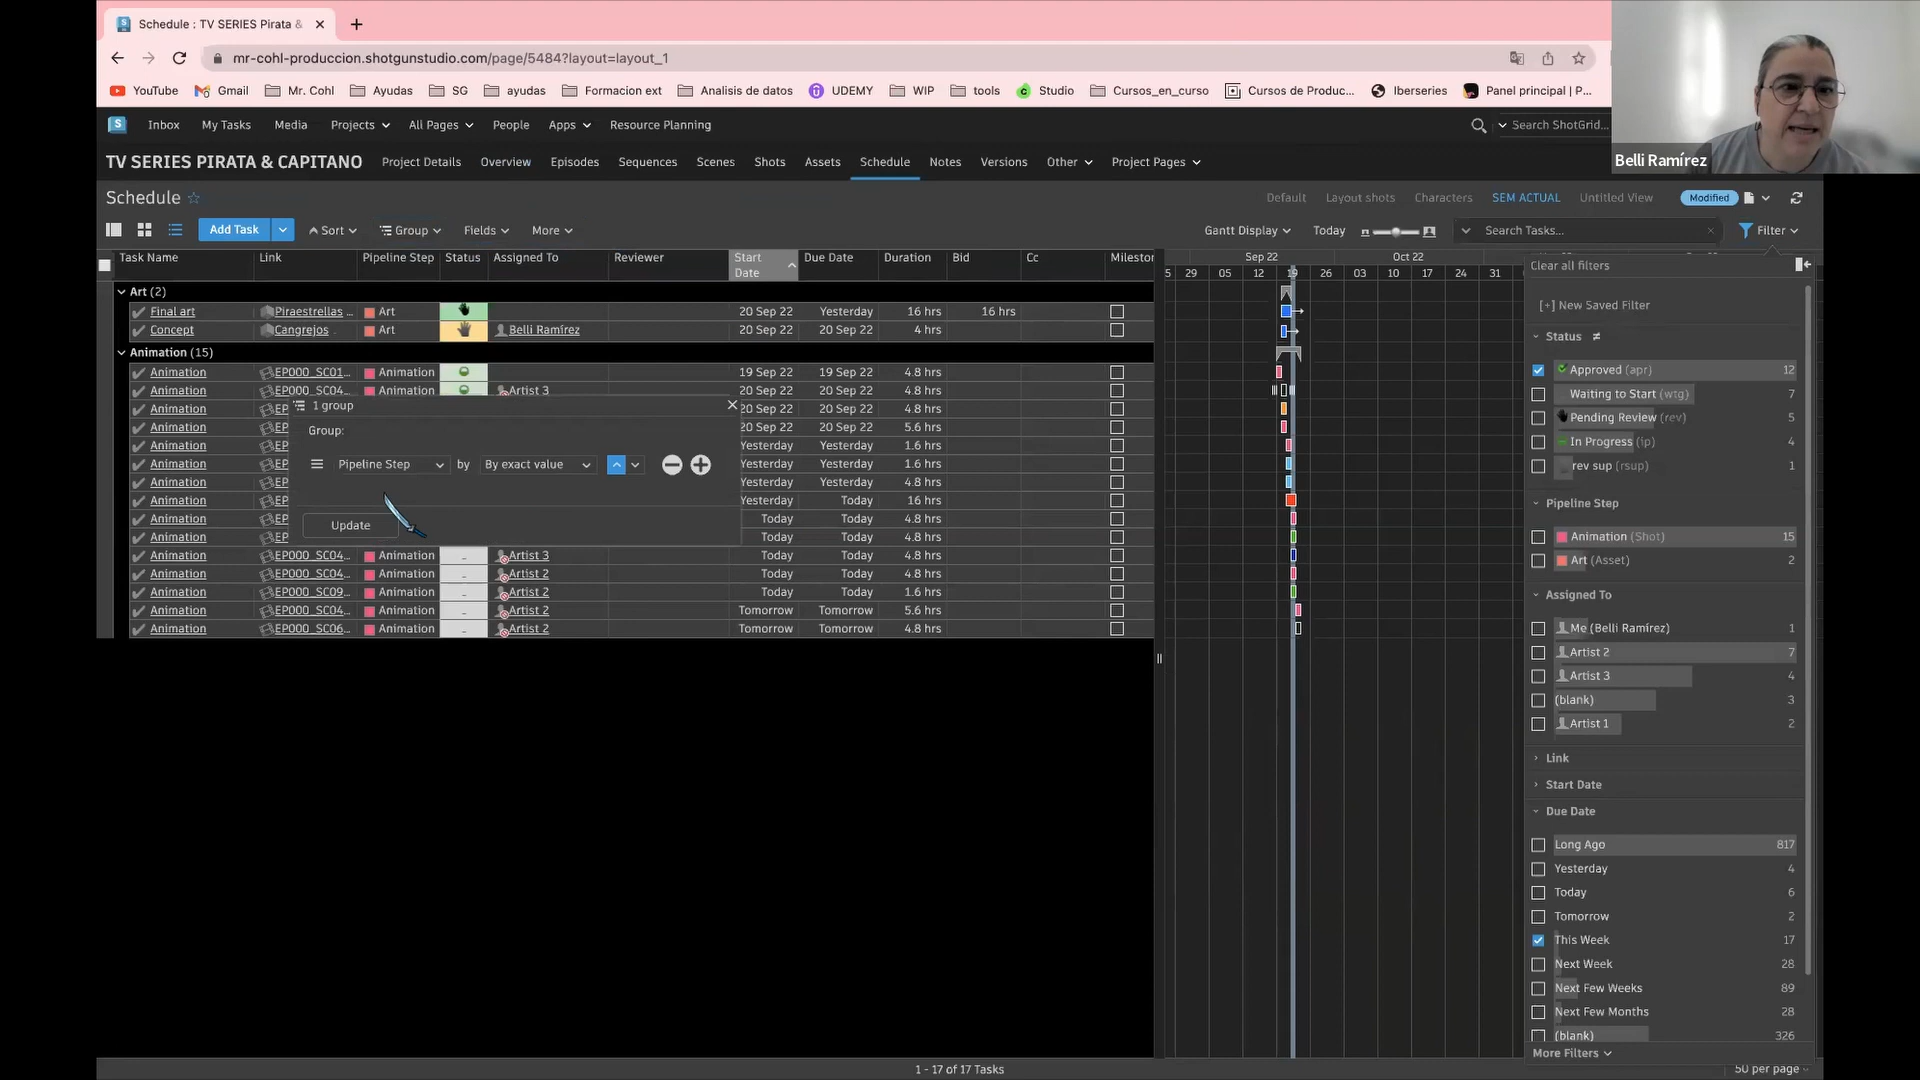 Schedule : TV SERIES Pirata &
mr-cohl-produccion.shotgunstudio.com/page/5484?layout=layout_1
YouTube Gmail Mr. Cohl Ayudas SG ayudas Formacion ext Analisis de datos UDEMY WIP tools Studio Cursos_en_curso Cursos de Produc... Iberseries Panel principal | P...
Inbox My Tasks Media Projects All Pages People Apps Resource Planning Search ShotGrid...
Belli Ramírez
TV SERIES PIRATA & CAPITANO Project Details Overview Episodes Sequences Scenes Shots Assets Schedule Notes Versions Other Project Pages
Schedule Default Layout shots Characters SEM ACTUAL Untitled View Modified
Add Task Sort Group Fields More Gantt Display Today Search Tasks... Filter
Task Name Link Pipeline Step Status Assigned To Reviewer Start Date Due Date Duration Bid Cc Mileston
Sep 22 Oct 22
5 29 05 12 19 26 03 10 17 24 31
Art (2)
Final art Piraestrellas ... Art 20 Sep 22 Yesterday 16 hrs 16 hrs
Concept Cangrejos Art Belli Ramírez 20 Sep 22 20 Sep 22 4 hrs
Animation (15)
Animation EP000_SC01... Animation 19 Sep 22 19 Sep 22 4.8 hrs
Animation EP000_SC04... Animation Artist 3 20 Sep 22 20 Sep 22 4.8 hrs
Animation EP 20 Sep 22 20 Sep 22 4.8 hrs
Animation EP 20 Sep 22 20 Sep 22 5.6 hrs
Animation EP Yesterday Yesterday 1.6 hrs
Animation EP Yesterday Yesterday 1.6 hrs
Animation EP Yesterday Yesterday 4.8 hrs
Animation EP Yesterday Today 16 hrs
Animation EP Today Today 4.8 hrs
Animation EP Today Today 4.8 hrs
Animation EP000_SC04... Animation Artist 3 Today Today 4.8 hrs
Animation EP000_SC04... Animation Artist 2 Today Today 4.8 hrs
Animation EP000_SC09... Animation Artist 2 Today Today 1.6 hrs
Animation EP000_SC04... Animation Artist 2 Tomorrow Tomorrow 5.6 hrs
Animation EP000_SC06... Animation Artist 2 Tomorrow Tomorrow 4.8 hrs
1 group
Group:
Pipeline Step by By exact value
Update
Clear all filters
[+] New Saved Filter
Status ≠
Approved (apr) 12
Waiting to Start (wtg) 7
Pending Review (rev) 5
In Progress (ip) 4
rev sup (rsup) 1
Pipeline Step
Animation (Shot) 15
Art (Asset) 2
Assigned To
Me (Belli Ramírez) 1
Artist 2 7
Artist 3 4
(blank) 3
Artist 1 2
Link
Start Date
Due Date
Long Ago 817
Yesterday 4
Today 6
Tomorrow 2
This Week 17
Next Week 28
Next Few Weeks 89
Next Few Months 28
(blank) 326
More Filters
1 - 17 of 17 Tasks
50 per page